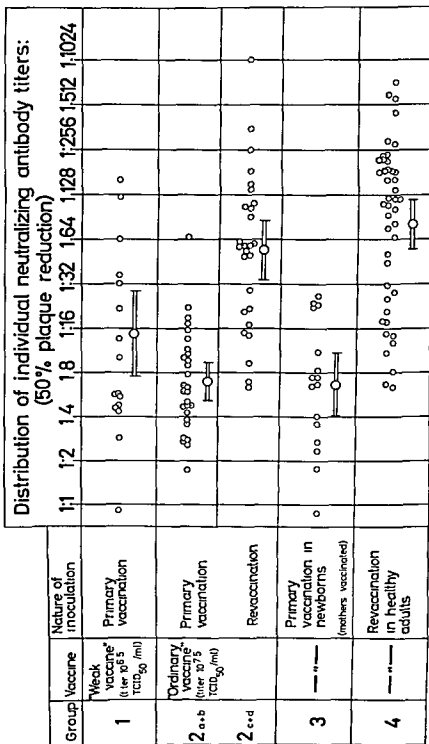 Distribution of individual neutralizing antibody titers:
(50% plaque reduction)
Group
Vaccine
Nature of
inoculation
1:1
1:2
1:4
1:8
1:16
1:32
1:64
1:128
1:256
1:512
1:1024
1
"Weak
vaccine"
(titer 10^6.5
TCID50/ml)
Primary
vaccination
2 a+b
"Ordinary
vaccine"
(titer 10^7.5
TCID50/ml)
Primary
vaccination
2 c+d
Revaccination
3
—"—
Primary
vaccination in
newborns
(mothers vaccinated)
4
—"—
Revaccination
in healthy
adults